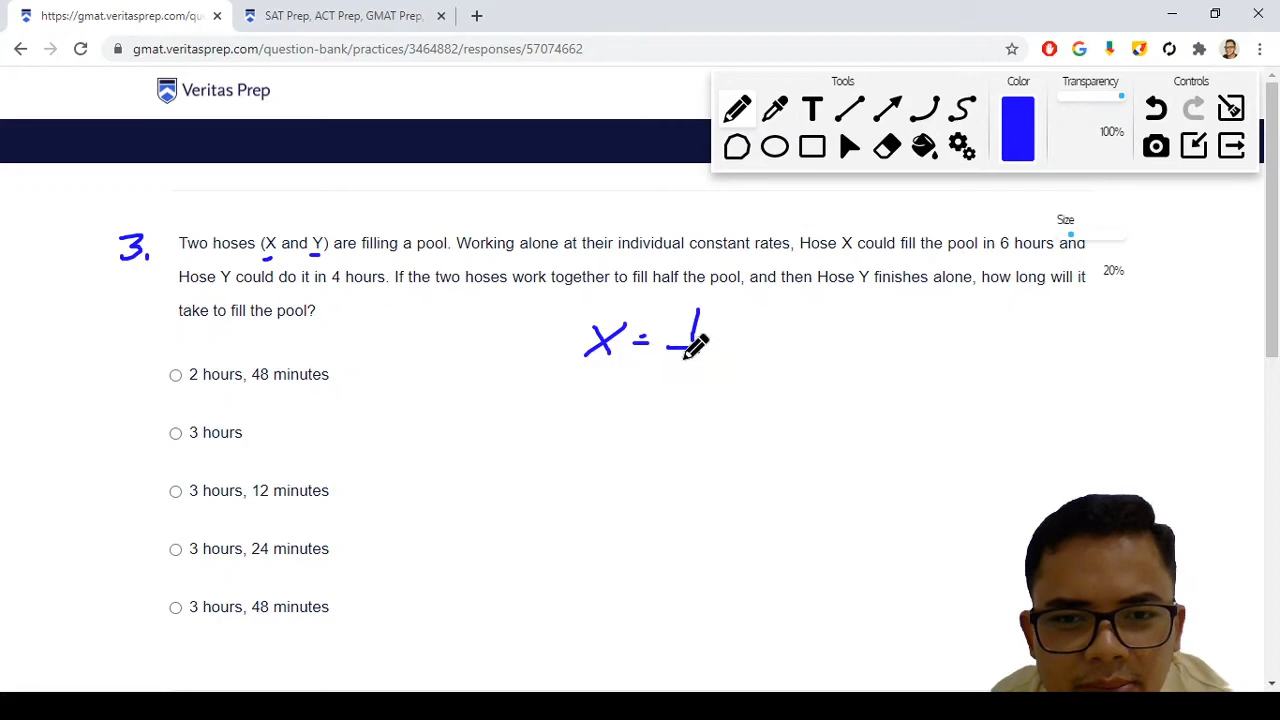 https://gmat.veritasprep.com/que
SAT Prep, ACT Prep, GMAT Prep,
gmat.veritasprep.com/question-bank/practices/3464882/responses/57074662
Veritas Prep
Tools
Color
Transparency
Controls
T
100%
Size
20%
3.
Two hoses (X and Y) are filling a pool. Working alone at their individual constant rates, Hose X could fill the pool in 6 hours and
Hose Y could do it in 4 hours. If the two hoses work together to fill half the pool, and then Hose Y finishes alone, how long will it
take to fill the pool?
X = 1
2 hours, 48 minutes
3 hours
3 hours, 12 minutes
3 hours, 24 minutes
3 hours, 48 minutes